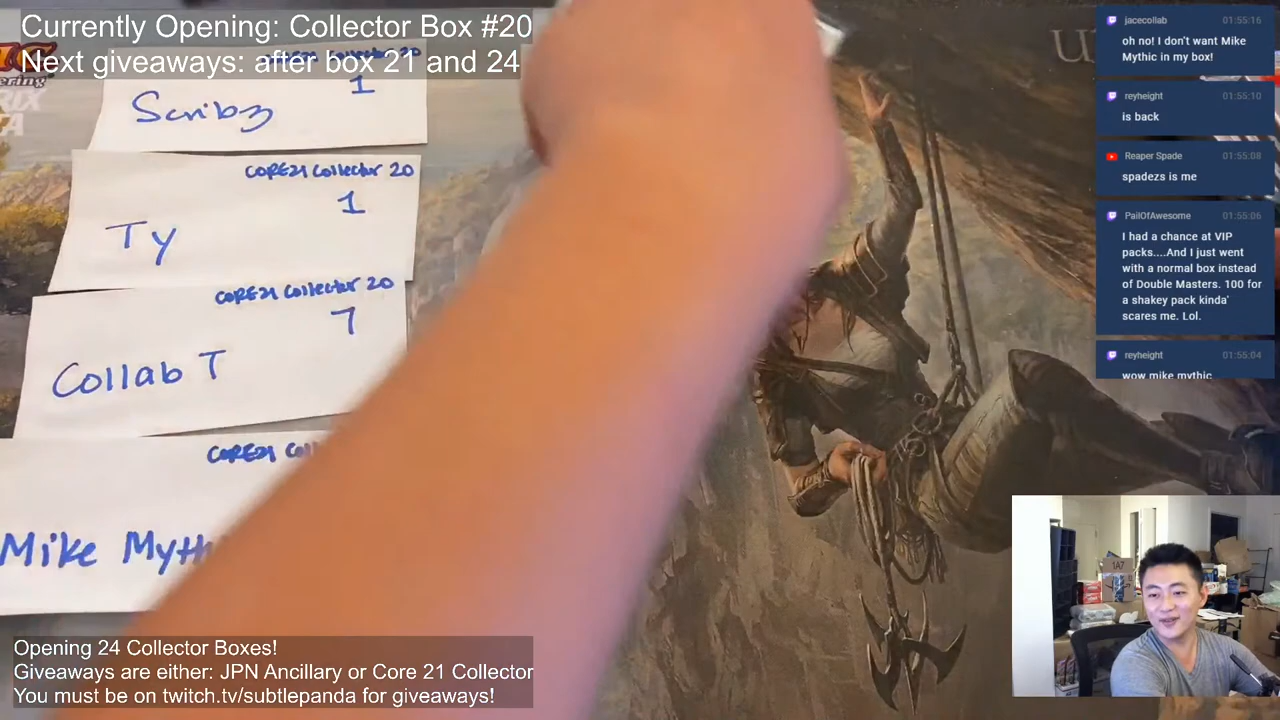 Currently Opening: Collector Box #20
Next giveaways: after box 21 and 24
1
Scribz
CORE21 Collector 20
1
Ty
CORE21 Collector 20
7
Collab T
CORE21
Mike
jacecollab 01:55:16
oh no! I don't want Mike
Mythic in my box!
reyheight 01:55:10
is back
Reaper Spade 01:55:08
spadezs is me
PailOfAwesome 01:55:06
I had a chance at VIP
packs....And I just went
with a normal box instead
of Double Masters. 100 for
a shakey pack kinda'
scares me. Lol.
reyheight 01:55:04
wow mike mythic
1A7
Opening 24 Collector Boxes!
Giveaways are either: JPN Ancillary or Core 21 Collector
You must be on twitch.tv/subtlepanda for giveaways!